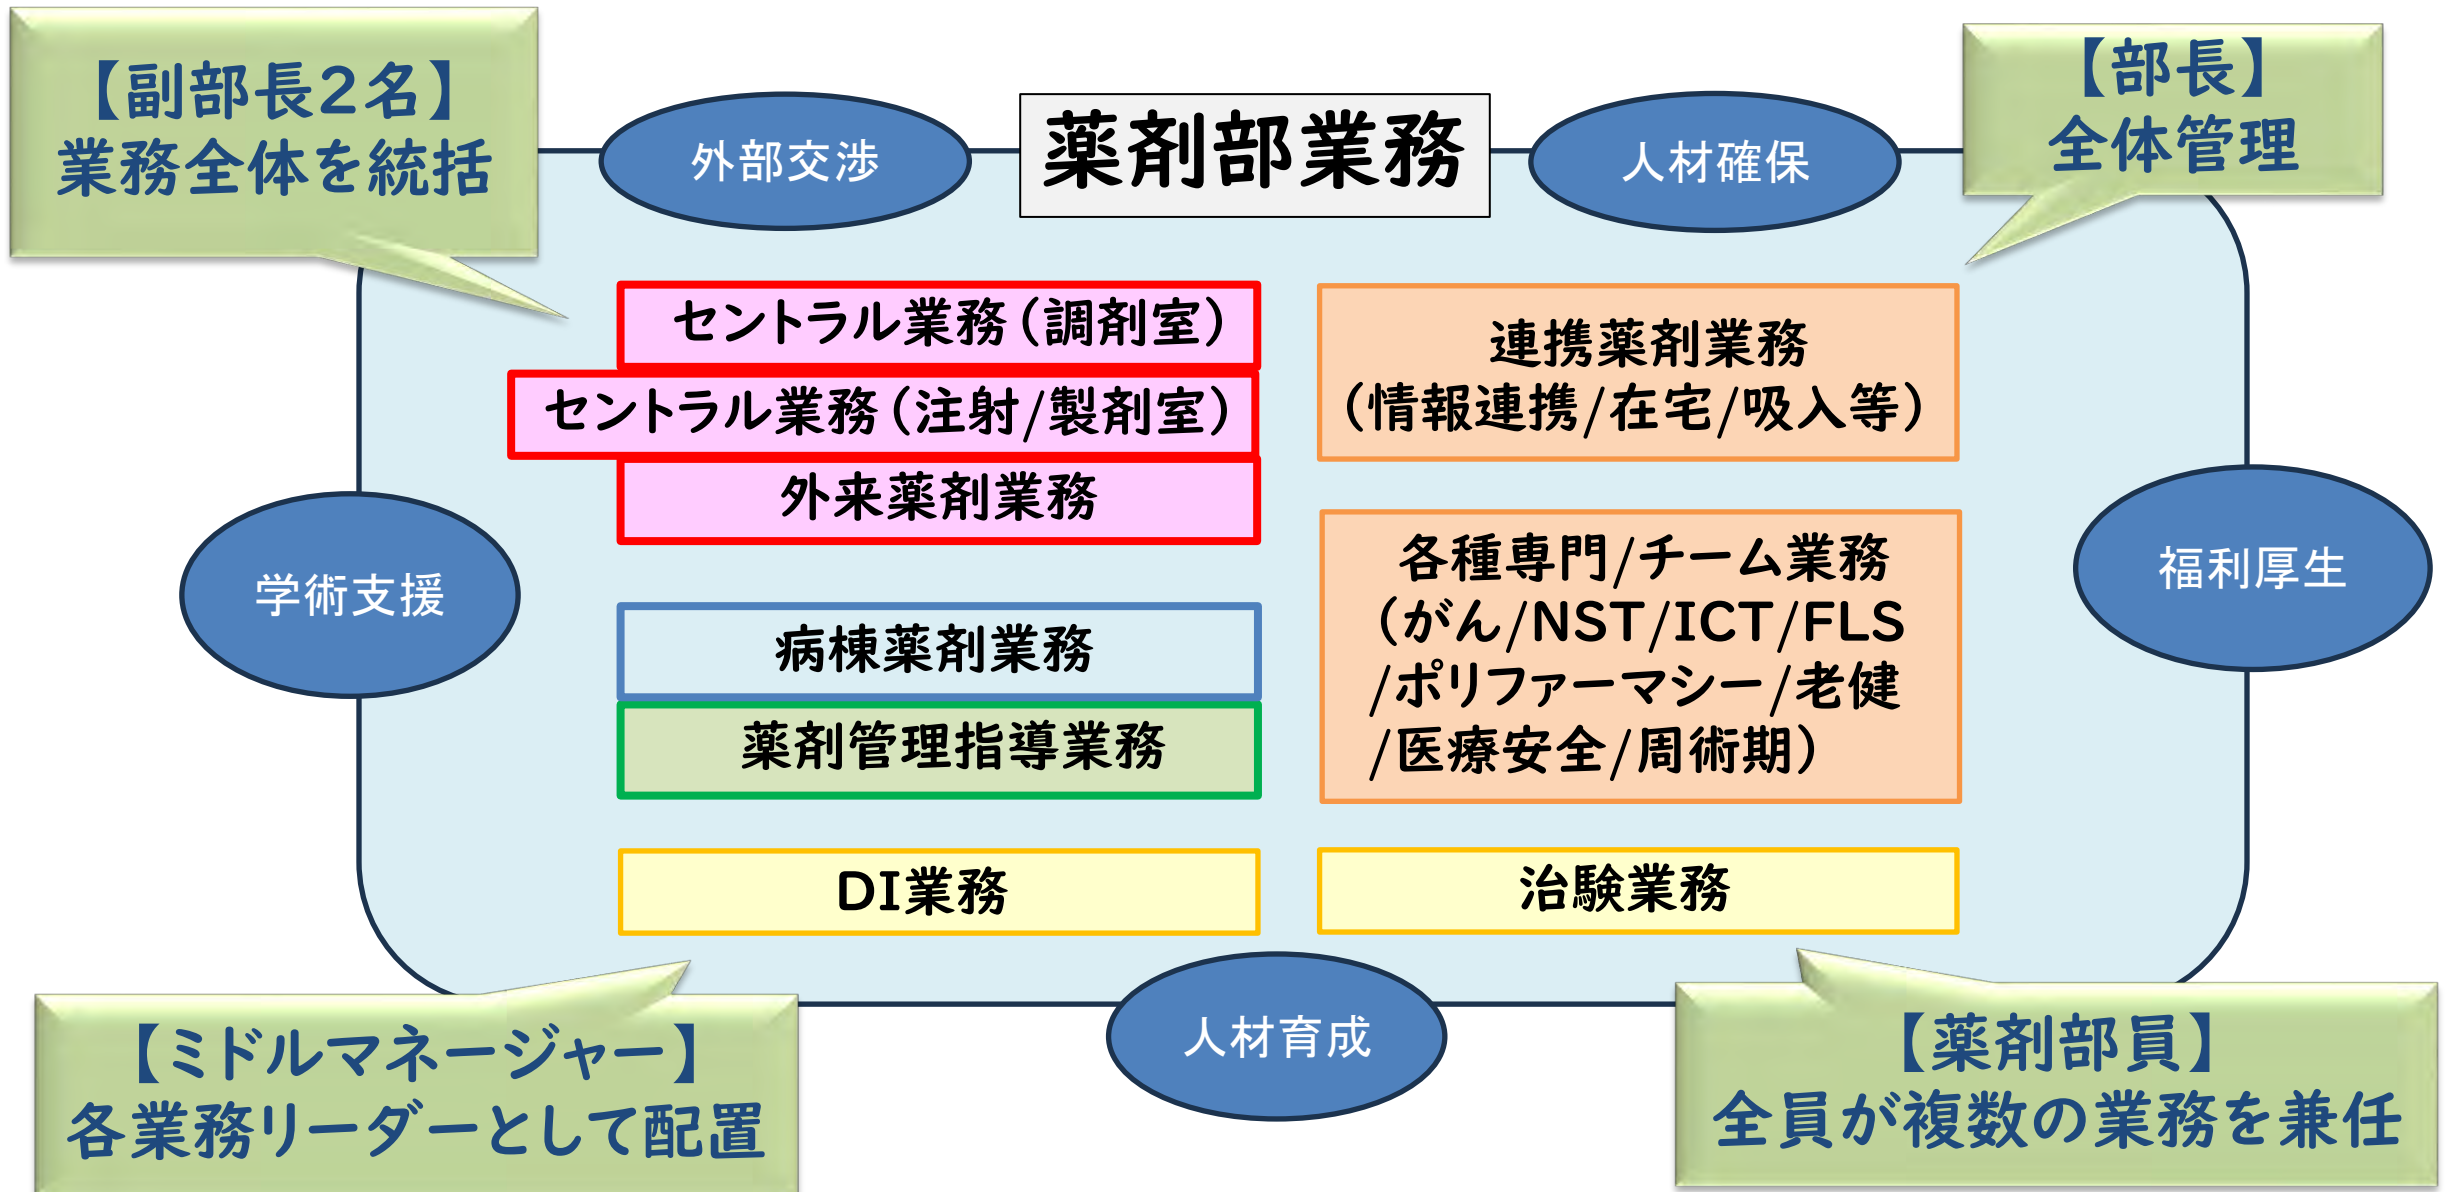 【副部長2名】
業務全体を統括
外部交渉
薬剤部業務
人材確保
【部長】
全体管理
セントラル業務(調剤室)
セントラル業務(注射/製剤室)
外来薬剤業務
連携薬剤業務
(情報連携/在宅/吸入等)
学術支援
病棟薬剤業務
薬剤管理指導業務
各種専門/チーム業務
(がん/NST/ICT/FLS
/ポリファーマシー/老健
/医療安全/周術期)
福利厚生
DI業務
治験業務
人材育成
【ミドルマネージャー】
各業務リーダーとして配置
【薬剤部員】
全員が複数の業務を兼任